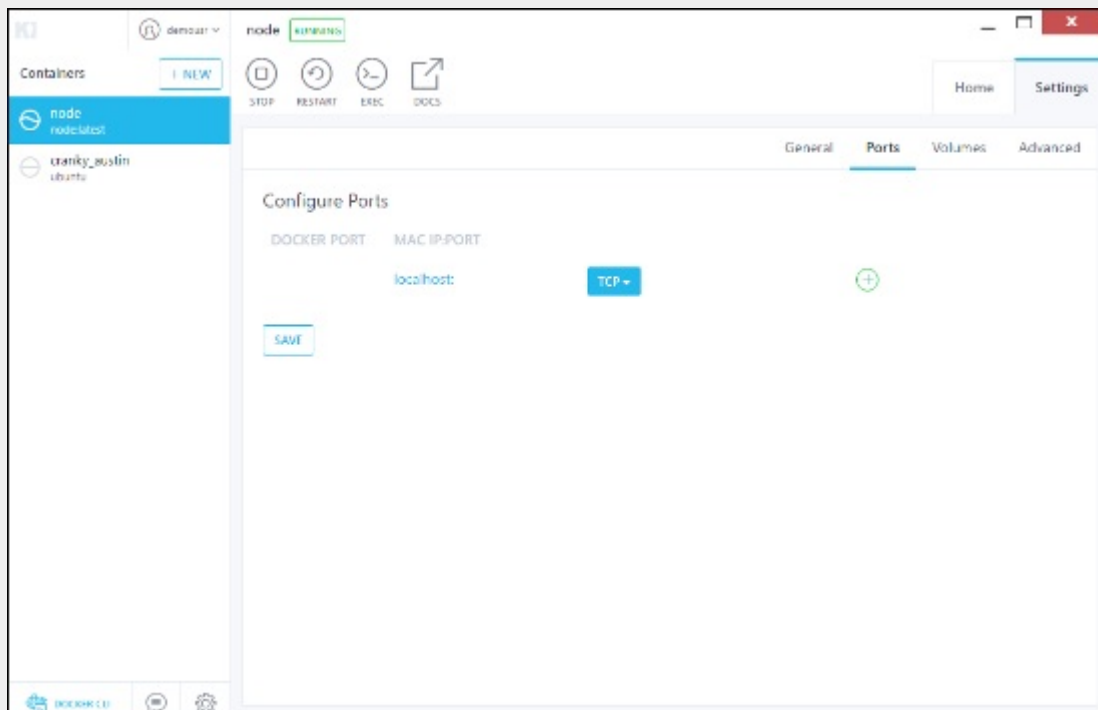 demousr
node RUNNING
Containers
+ NEW
STOP RESTART EXEC DOCS
Home Settings
node
node:latest
cranky_austin
ubuntu
General Ports Volumes Advanced
Configure Ports
DOCKER PORT MAC IP:PORT
localhost: TCP
SAVE
DOCKER CLI